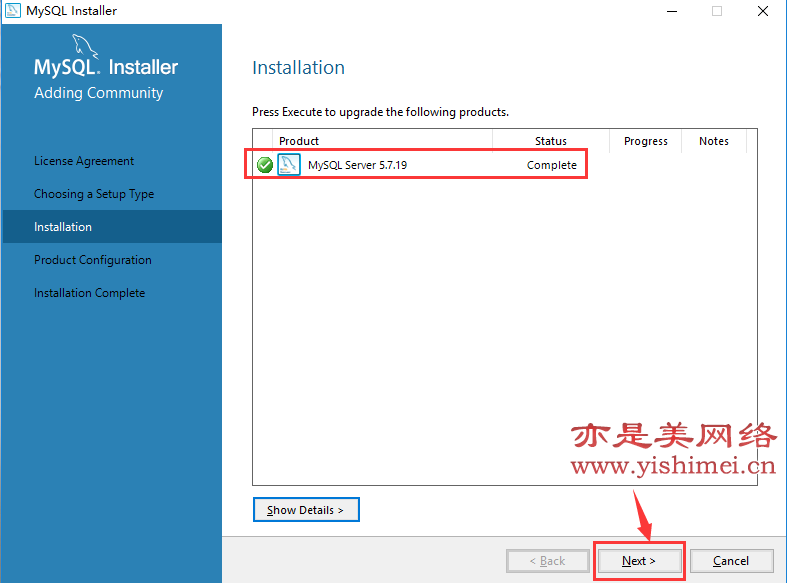 MySQL Installer
MySQL. Installer
Adding Community
License Agreement
Choosing a Setup Type
Installation
Product Configuration
Installation Complete
Installation
Press Execute to upgrade the following products.
Product Status Progress Notes
MySQL Server 5.7.19 Complete
亦是美网络
www.yishimei.cn
Show Details >
< Back Next > Cancel